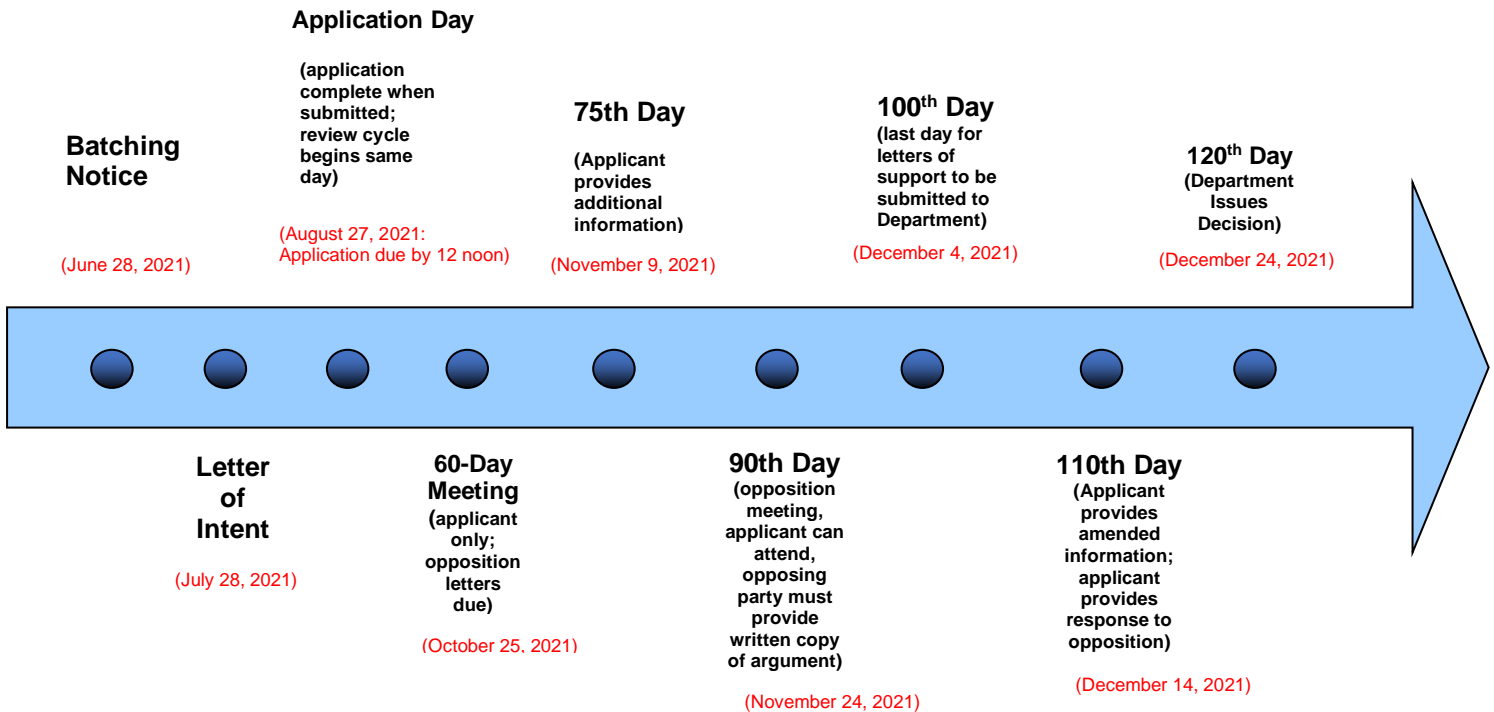 Batching
Notice
(June 28, 2021)
Letter
of
Intent
(July 28, 2021)
Application Day
(application
complete when
submitted;
review cycle
begins same
day)
(August 27, 2021:
Application due by 12 noon)
60-Day
Meeting
(applicant
only;
opposition
letters
due)
(October 25, 2021)
75th Day
(Applicant
provides
additional
information)
(November 9, 2021)
90th Day
(opposition
meeting,
applicant can
attend,
opposing
party must
provide
written copy
of argument)
(November 24, 2021)
100th Day
(last day for
letters of
support to be
submitted to
Department)
(December 4, 2021)
110th Day
(Applicant
provides
amended
information;
applicant
provides
response to
opposition)
(December 14, 2021)
120th Day
(Department
Issues
Decision)
(December 24, 2021)